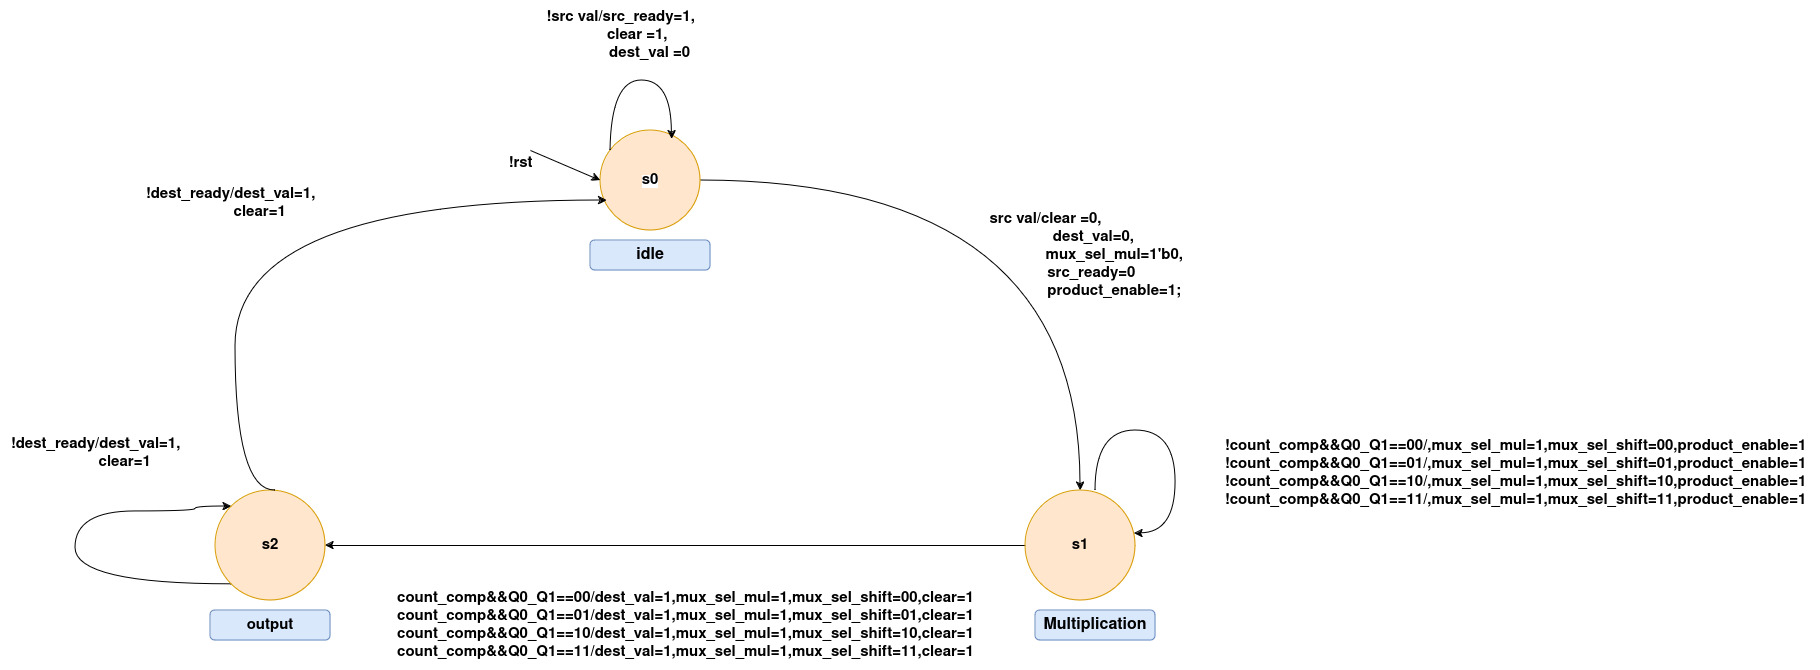 !src val/src_ready=1,
clear =1,
dest_val =0
!rst
s0
!dest_ready/dest_val=1,
clear=1
idle
src val/clear =0,
dest_val=0,
mux_sel_mul=1'b0,
src_ready=0
product_enable=1;
!dest_ready/dest_val=1,
clear=1
!count_comp&&Q0_Q1==00/,mux_sel_mul=1,mux_sel_shift=00,product_enable=1
!count_comp&&Q0_Q1==01/,mux_sel_mul=1,mux_sel_shift=01,product_enable=1
!count_comp&&Q0_Q1==10/,mux_sel_mul=1,mux_sel_shift=10,product_enable=1
!count_comp&&Q0_Q1==11/,mux_sel_mul=1,mux_sel_shift=11,product_enable=1
s2
s1
count_comp&&Q0_Q1==00/dest_val=1,mux_sel_mul=1,mux_sel_shift=00,clear=1
count_comp&&Q0_Q1==01/dest_val=1,mux_sel_mul=1,mux_sel_shift=01,clear=1
count_comp&&Q0_Q1==10/dest_val=1,mux_sel_mul=1,mux_sel_shift=10,clear=1
count_comp&&Q0_Q1==11/dest_val=1,mux_sel_mul=1,mux_sel_shift=11,clear=1
output
Multiplication